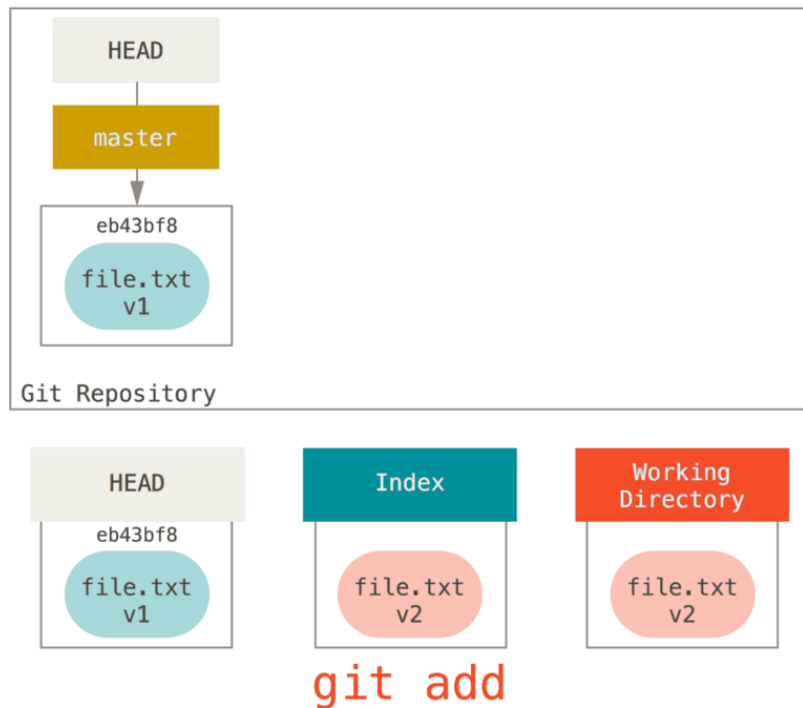 HEAD
master
eb43bf8
file.txt
v1
Git Repository
HEAD
Index
Working
Directory
eb43bf8
file.txt
v1
file.txt
v2
file.txt
v2
git add